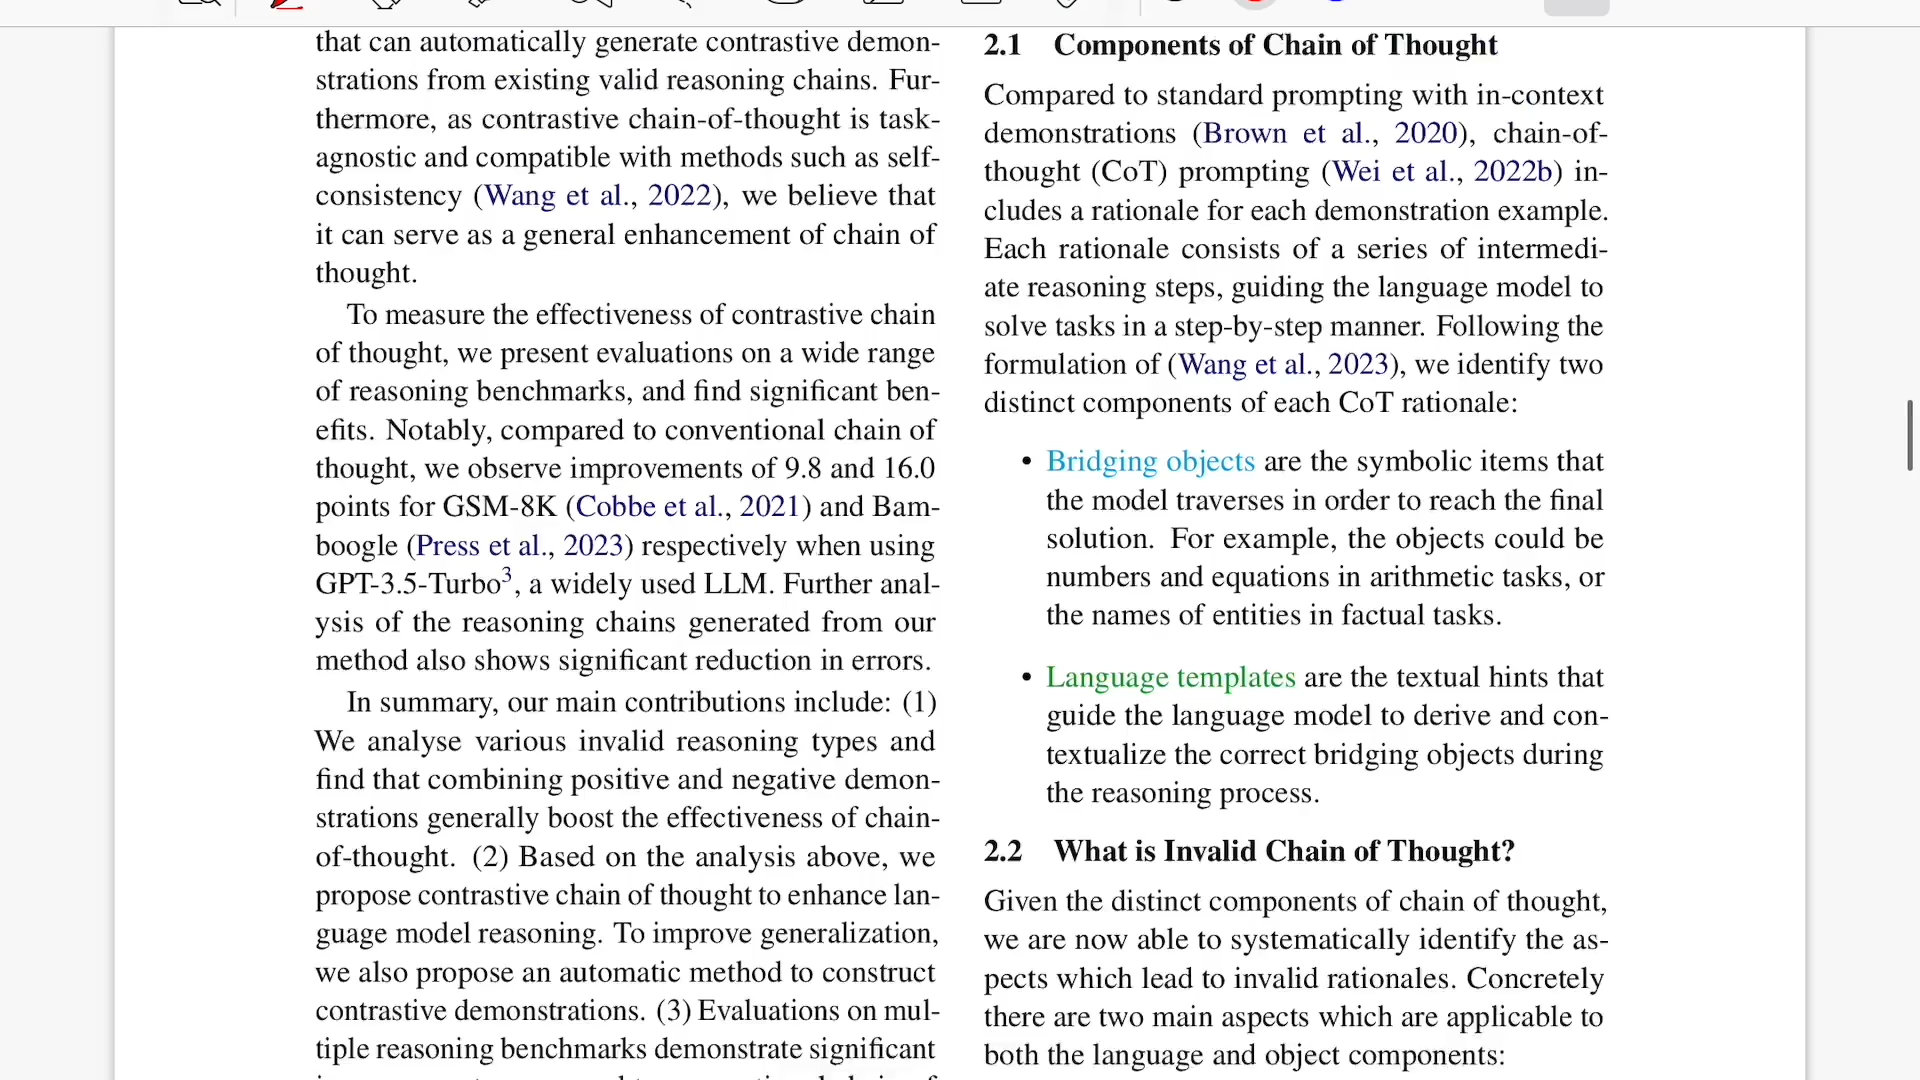 that can automatically generate contrastive demon-
strations from existing valid reasoning chains. Fur-
thermore, as contrastive chain-of-thought is task-
agnostic and compatible with methods such as self-
consistency (Wang et al., 2022), we believe that
it can serve as a general enhancement of chain of
thought.
To measure the effectiveness of contrastive chain
of thought, we present evaluations on a wide range
of reasoning benchmarks, and find significant ben-
efits. Notably, compared to conventional chain of
thought, we observe improvements of 9.8 and 16.0
points for GSM-8K (Cobbe et al., 2021) and Bam-
boogle (Press et al., 2023) respectively when using
GPT-3.5-Turbo³, a widely used LLM. Further anal-
ysis of the reasoning chains generated from our
method also shows significant reduction in errors.
In summary, our main contributions include: (1)
We analyse various invalid reasoning types and
find that combining positive and negative demon-
strations generally boost the effectiveness of chain-
of-thought. (2) Based on the analysis above, we
propose contrastive chain of thought to enhance lan-
guage model reasoning. To improve generalization,
we also propose an automatic method to construct
contrastive demonstrations. (3) Evaluations on mul-
tiple reasoning benchmarks demonstrate significant
2.1 Components of Chain of Thought
Compared to standard prompting with in-context
demonstrations (Brown et al., 2020), chain-of-
thought (CoT) prompting (Wei et al., 2022b) in-
cludes a rationale for each demonstration example.
Each rationale consists of a series of intermedi-
ate reasoning steps, guiding the language model to
solve tasks in a step-by-step manner. Following the
formulation of (Wang et al., 2023), we identify two
distinct components of each CoT rationale:
• Bridging objects are the symbolic items that
the model traverses in order to reach the final
solution. For example, the objects could be
numbers and equations in arithmetic tasks, or
the names of entities in factual tasks.
• Language templates are the textual hints that
guide the language model to derive and con-
textualize the correct bridging objects during
the reasoning process.
2.2 What is Invalid Chain of Thought?
Given the distinct components of chain of thought,
we are now able to systematically identify the as-
pects which lead to invalid rationales. Concretely
there are two main aspects which are applicable to
both the language and object components: